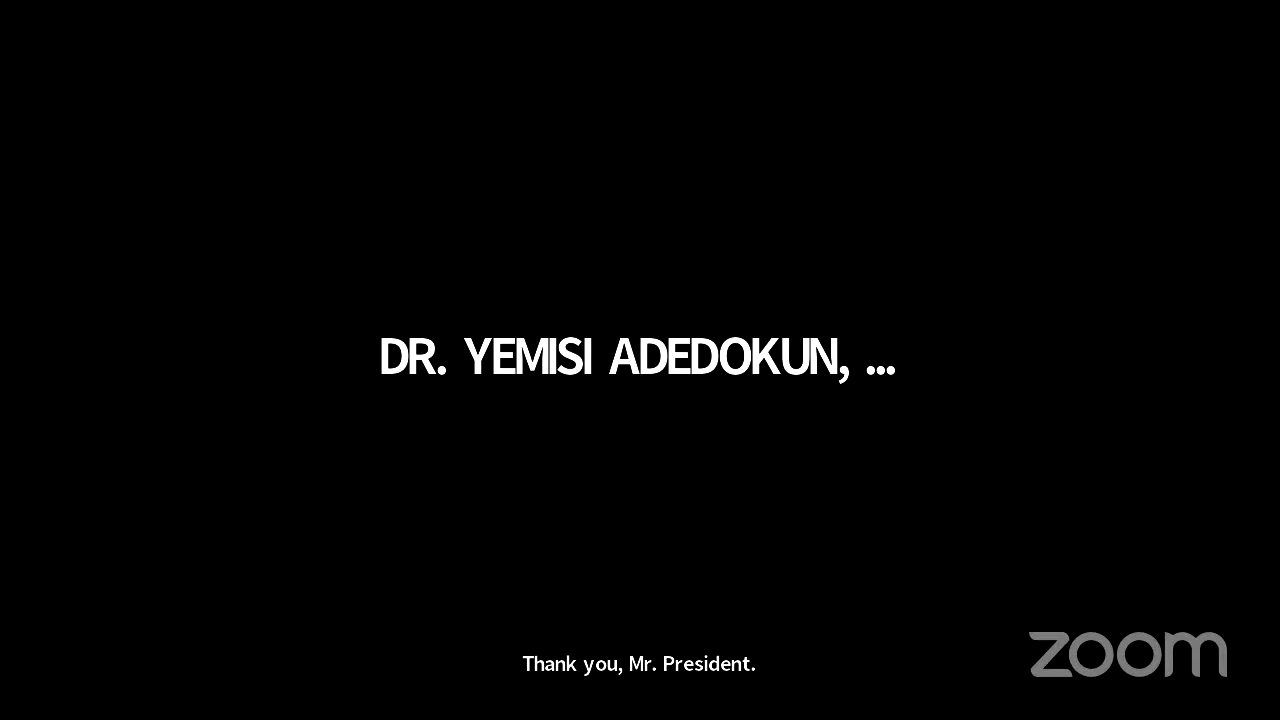 DR. YEMISI ADEDOKUN, ...
Thank you, Mr. President.
zoom